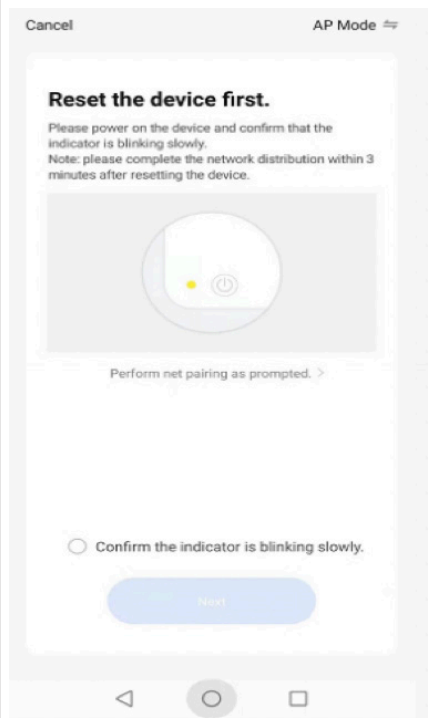 Cancel
AP Mode ⇋
Reset the device first.
Please power on the device and confirm that the
indicator is blinking slowly.
Note: please complete the network distribution within 3
minutes after resetting the device.
Perform net pairing as prompted. >
Confirm the indicator is blinking slowly.
Next